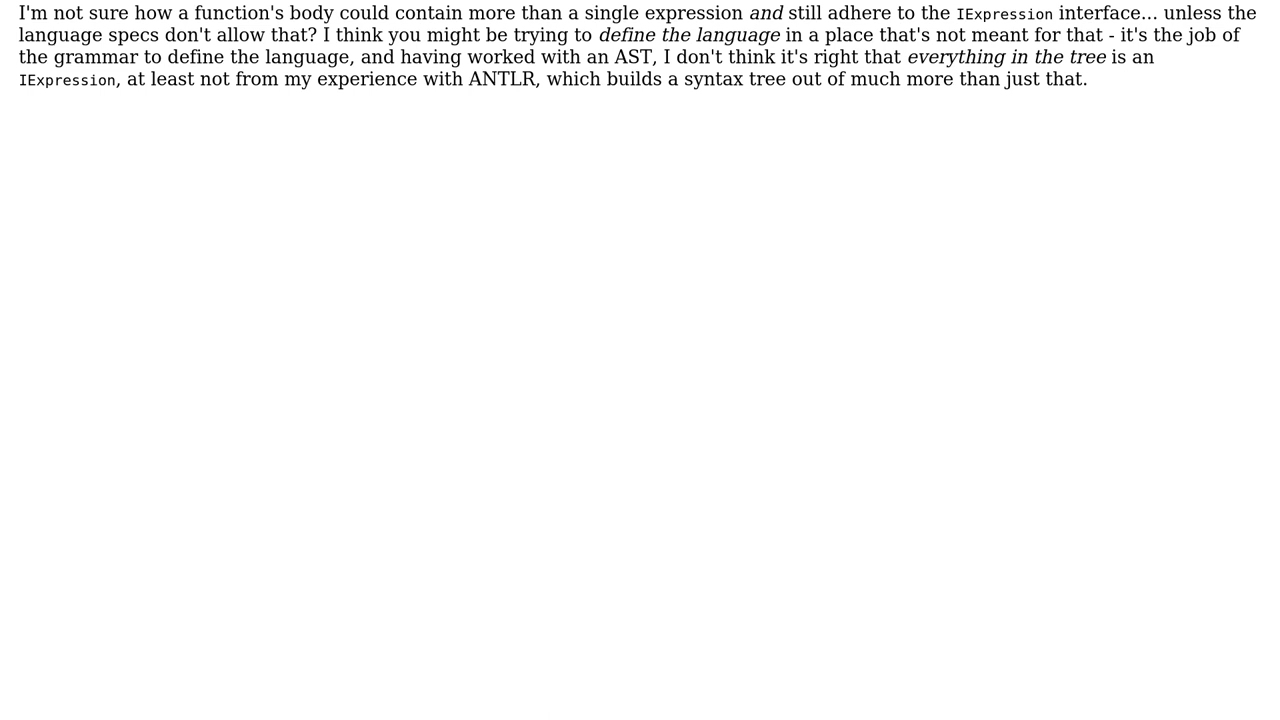 I'm not sure how a function's body could contain more than a single expression and still adhere to the IExpression interface... unless the
language specs don't allow that? I think you might be trying to define the language in a place that's not meant for that - it's the job of
the grammar to define the language, and having worked with an AST, I don't think it's right that everything in the tree is an
IExpression, at least not from my experience with ANTLR, which builds a syntax tree out of much more than just that.